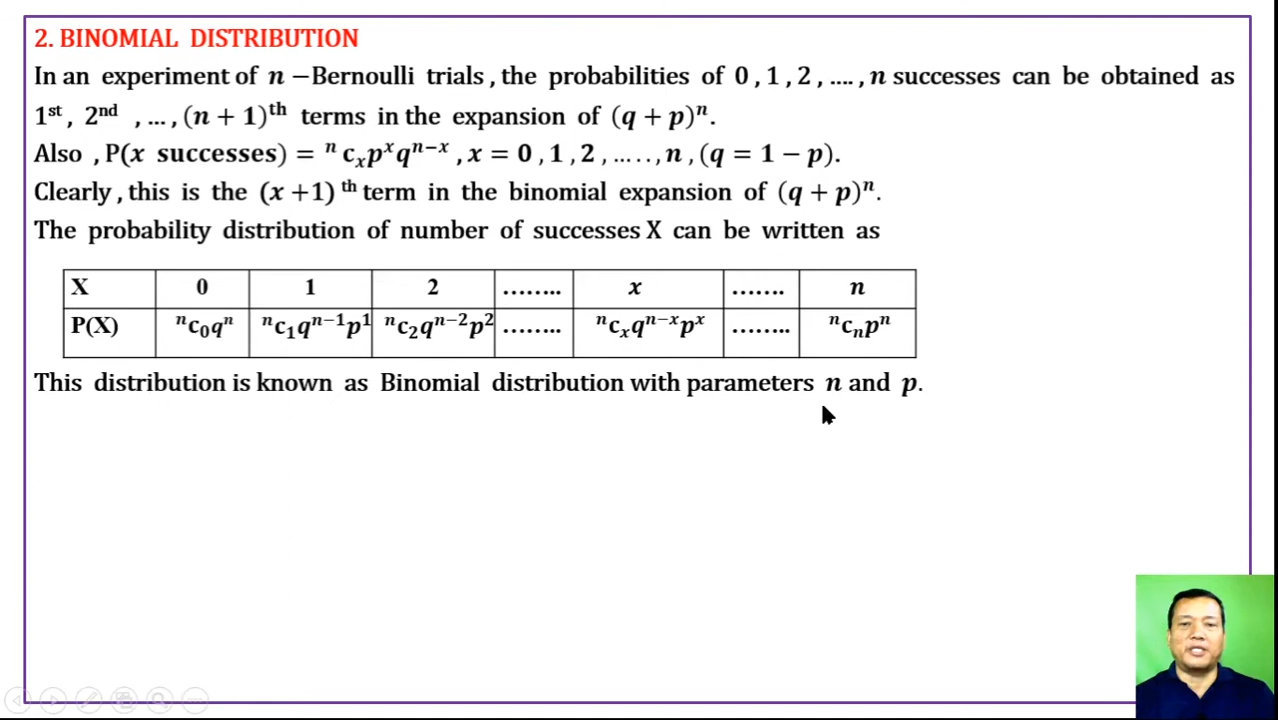 2. BINOMIAL DISTRIBUTION
In an experiment of n −Bernoulli trials , the probabilities of 0 , 1 , 2 , .... , n successes can be obtained as
1ˢᵗ , 2ⁿᵈ , ... , (n + 1)ᵗʰ terms in the expansion of (q + p)ⁿ.
Also , P(x successes) = ⁿcₓpˣqⁿ⁻ˣ , x = 0 , 1 , 2 , ... . . , n , (q = 1 − p).
Clearly , this is the (x +1) ᵗʰ term in the binomial expansion of (q + p)ⁿ.
The probability distribution of number of successes X can be written as
X 0 1 2 …….. x ……. n
P(X) ⁿc₀qⁿ ⁿc₁qⁿ⁻¹p¹ ⁿc₂qⁿ⁻²p² …….. ⁿcₓqⁿ⁻ˣpˣ …….. ⁿcₙpⁿ
This distribution is known as Binomial distribution with parameters n and p.